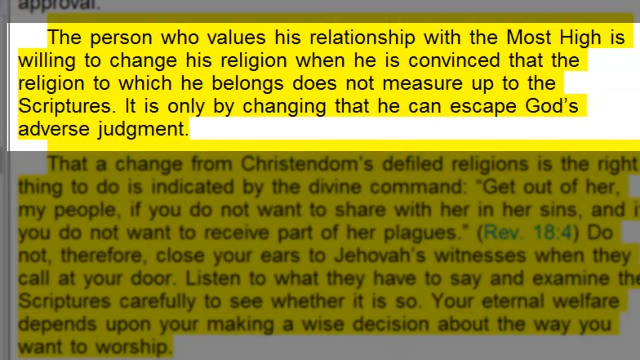 approval.
The person who values his relationship with the Most High is
willing to change his religion when he is convinced that the
religion to which he belongs does not measure up to the
Scriptures. It is only by changing that he can escape God's
adverse judgment.
That a change from Christendom's defiled religions is the right
thing to do is indicated by the divine command: “Get out of her,
my people, if you do not want to share with her in her sins, and if
you do not want to receive part of her plagues.” (Rev. 18:4) Do
not, therefore, close your ears to Jehovah's witnesses when they
call at your door. Listen to what they have to say and examine the
Scriptures carefully to see whether it is so. Your eternal welfare
depends upon your making a wise decision about the way you
want to worship.